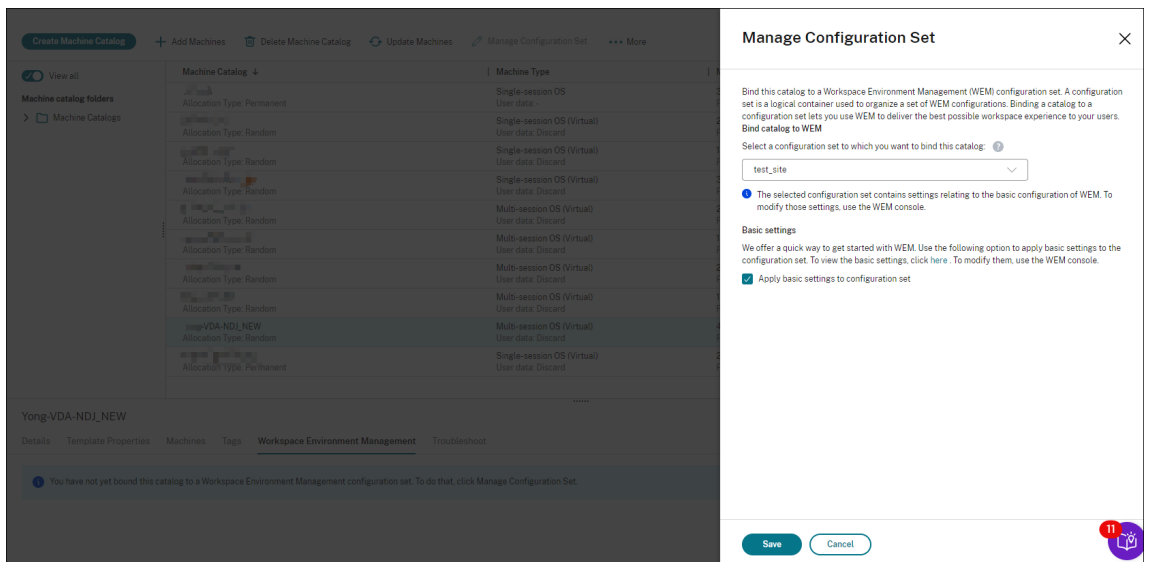 Create Machine Catalog
Add Machines
Delete Machine Catalog
Update Machines
Manage Configuration Set
More
View all
Machine catalog folders
Machine Catalogs
Machine Catalog ↓
Machine Type
Single-session OS
Allocation Type: Permanent
User data: -
Single-session OS (Virtual)
Allocation Type: Random
User data: Discard
Single-session OS (Virtual)
Allocation Type: Random
User data: Discard
Single-session OS (Virtual)
Allocation Type: Random
User data: Discard
Multi-session OS (Virtual)
Allocation Type: Random
User data: Discard
Multi-session OS (Virtual)
Allocation Type: Random
User data: Discard
Multi-session OS (Virtual)
Allocation Type: Random
User data: Discard
Multi-session OS (Virtual)
Allocation Type: Random
User data: Discard
-VDA-NDJ_NEW
Multi-session OS (Virtual)
Allocation Type: Random
User data: Discard
Single-session OS (Virtual)
Allocation Type: Permanent
User data: Discard
Yong-VDA-NDJ_NEW
Details Template Properties Machines Tags Workspace Environment Management Troubleshoot
You have not yet bound this catalog to a Workspace Environment Management configuration set. To do that, click Manage Configuration Set.
Manage Configuration Set
Bind this catalog to a Workspace Environment Management (WEM) configuration set. A configuration
set is a logical container used to organize a set of WEM configurations. Binding a catalog to a
configuration set lets you use WEM to deliver the best possible workspace experience to your users.
Bind catalog to WEM
Select a configuration set to which you want to bind this catalog: ?
test_site
The selected configuration set contains settings relating to the basic configuration of WEM. To
modify those settings, use the WEM console.
Basic settings
We offer a quick way to get started with WEM. Use the following option to apply basic settings to the
configuration set. To view the basic settings, click here . To modify them, use the WEM console.
Apply basic settings to configuration set
Save
Cancel
11